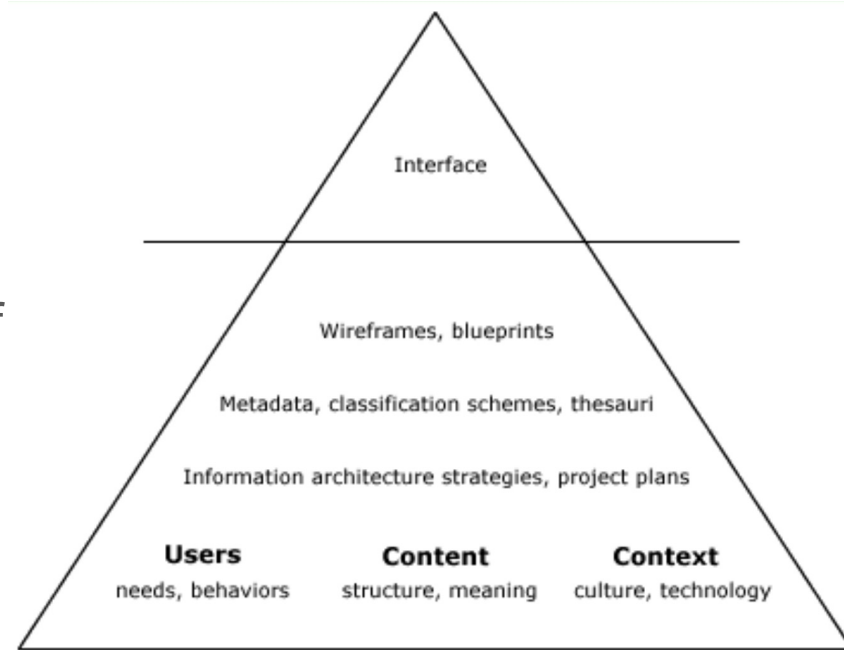 Interface
Wireframes, blueprints
Metadata, classification schemes, thesauri
Information architecture strategies, project plans
Users Content Context
needs, behaviors structure, meaning culture, technology